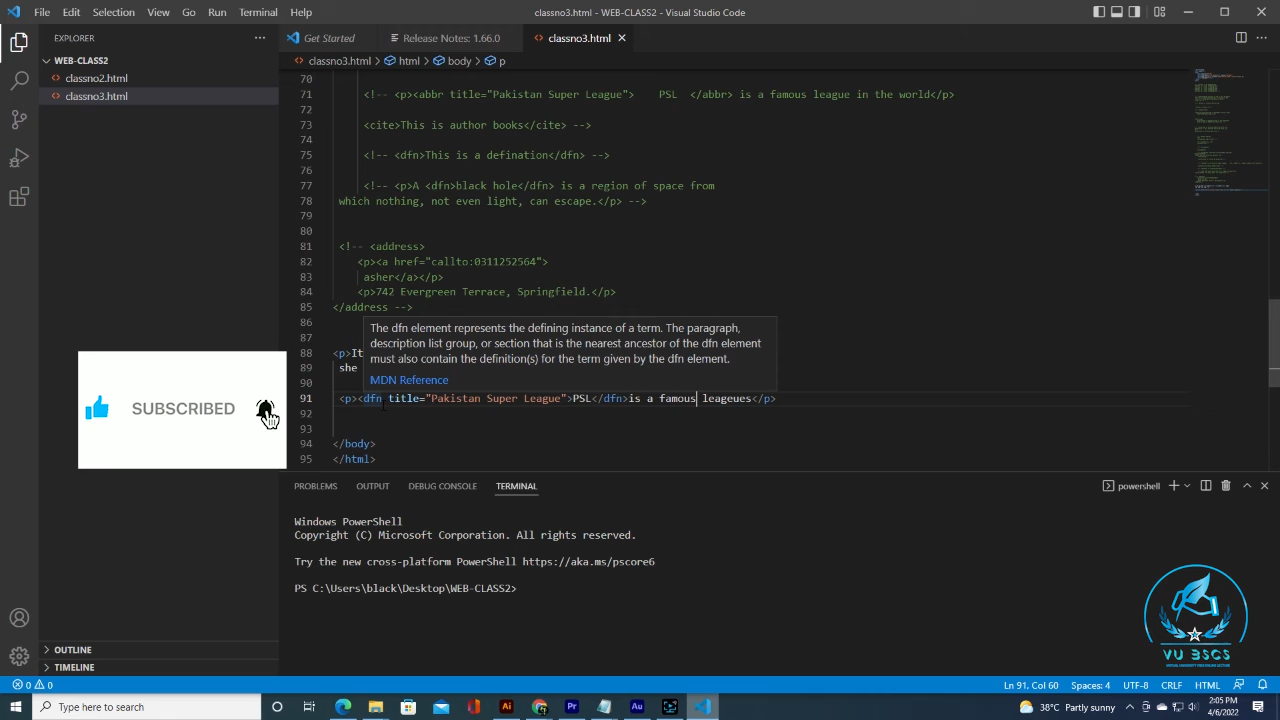 File Edit Selection View Go Run Terminal Help
classno3.html - WEB-CLASS2 - Visual Studio Code
EXPLORER
Get Started
Release Notes: 1.66.0
classno3.html
WEB-CLASS2
classno2.html
classno3.html
classno3.html > html > body > p
70
71 <!-- <p><abbr title="Pakistan Super League"> PSL </abbr> is a famous league in the world</p>
72
73 <cite>This is author books</cite> -->
74
75 <!-- <dfn>This is a defination</dfn> -->
76
77 <!-- <p>A <dfn>black hole</dfn> is a region of space from
78 which nothing, not even light, can escape.</p> -->
79
80
81 <!-- <address>
82 <p><a href="callto:0311252564">
83 asher</a></p>
84 <p>742 Evergreen Terrace, Springfield.</p>
85 </address -->
86
87
88 <p>It
89 she
90
The dfn element represents the defining instance of a term. The paragraph,
description list group, or section that is the nearest ancestor of the dfn element
must also contain the definition(s) for the term given by the dfn element.
MDN Reference
91 <p><dfn title="Pakistan Super League">PSL</dfn>is a famous leageues</p>
92
93
94 </body>
95 </html>
SUBSCRIBED
PROBLEMS OUTPUT DEBUG CONSOLE TERMINAL
powershell
Windows PowerShell
Copyright (C) Microsoft Corporation. All rights reserved.
Try the new cross-platform PowerShell https://aka.ms/pscore6
PS C:\Users\black\Desktop\WEB-CLASS2>
VU BSCS
OUTLINE
TIMELINE
0 0
Ln 91, Col 60 Spaces: 4 UTF-8 CRLF HTML
Type here to search
38°C Partly sunny
2:05 PM
4/6/2022